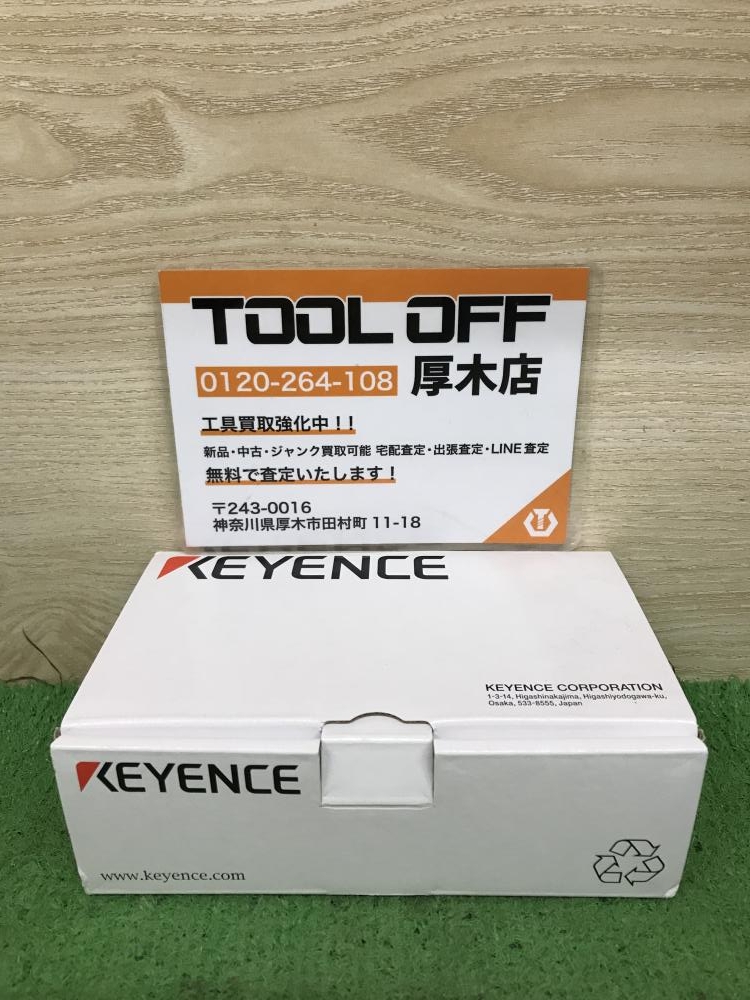 TOOL OFF
0120-264-108 厚木店
工具買取強化中！！
新品・中古・ジャンク買取可能 宅配査定・出張査定・LINE査定
無料で査定いたします！
〒243-0016
神奈川県厚木市田村町 11-18
KEYENCE
KEYENCE CORPORATION
1-3-14, Higashinakajima, Higashiyodogawa-ku,
Osaka, 533-8555, Japan
KEYENCE
www.keyence.com